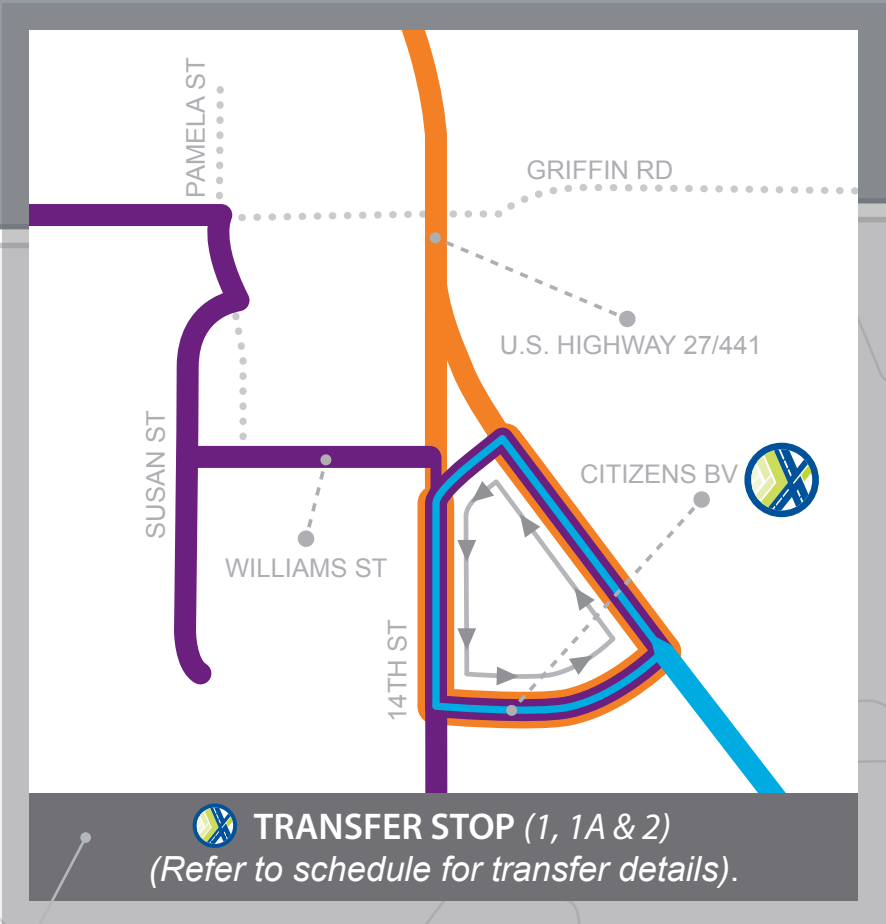 PAMELA ST
GRIFFIN RD
U.S. HIGHWAY 27/441
SUSAN ST
CITIZENS BV
WILLIAMS ST
14TH ST
TRANSFER STOP (1, 1A & 2)
(Refer to schedule for transfer details).